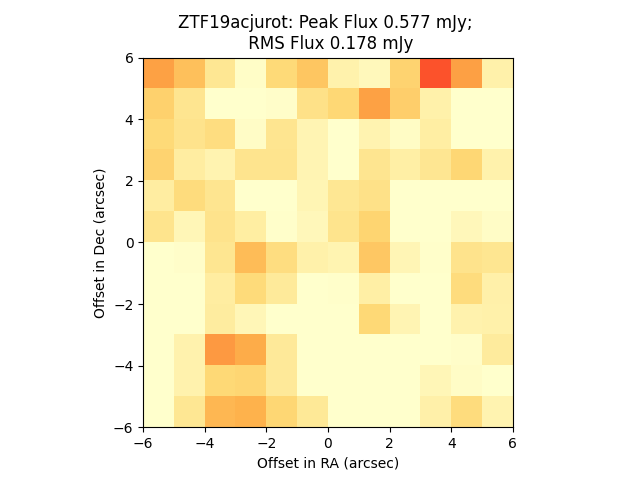 ZTF19acjurot: Peak Flux 0.577 mJy;
RMS Flux 0.178 mJy
6
4
2
0
−2
−4
−6
Offset in Dec (arcsec)
−6 −4 −2 0 2 4 6
Offset in RA (arcsec)